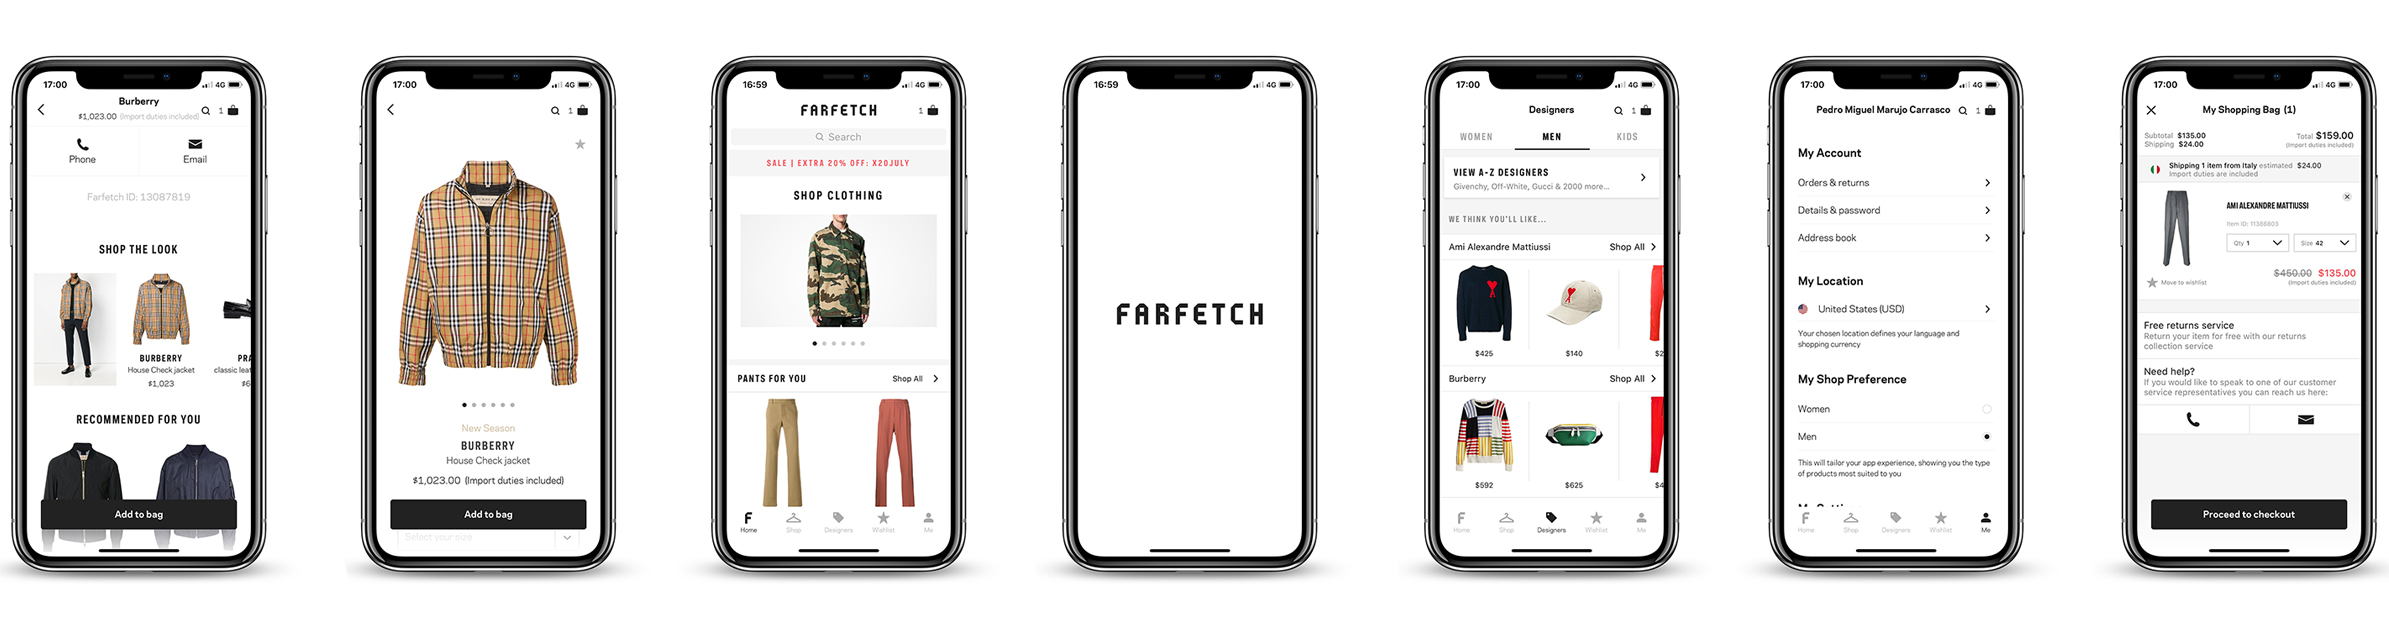 17:00
4G
Burberry
$1,023.00 (Import duties included)
1
Phone
Email
Farfetch ID: 13087819
SHOP THE LOOK
BURBERRY
House Check jacket
$1,023
PRA
classic leat
$6
RECOMMENDED FOR YOU
Add to bag
17:00
4G
1
New Season
BURBERRY
House Check jacket
$1,023.00 (Import duties included)
Add to bag
Select your size
16:59
4G
FARFETCH
1
Search
SALE | EXTRA 20% OFF: X20JULY
SHOP CLOTHING
PANTS FOR YOU
Shop All
Home
Shop
Designers
Wishlist
Me
16:59
4G
FARFETCH
17:00
4G
Designers
1
WOMEN
MEN
KIDS
VIEW A-Z DESIGNERS
Givenchy, Off-White, Gucci & 2000 more...
WE THINK YOU'LL LIKE...
Ami Alexandre Mattiussi
Shop All
$425
$140
$2
Burberry
Shop All
$592
$625
$4
Home
Shop
Designers
Wishlist
Me
17:00
4G
Pedro Miguel Marujo Carrasco
1
My Account
Orders & returns
Details & password
Address book
My Location
United States (USD)
Your chosen location defines your language and
shopping currency
My Shop Preference
Women
Men
This will tailor your app experience, showing you the type
of products most suited to you
Home
Shop
Designers
Wishlist
Me
17:00
4G
My Shopping Bag (1)
Subtotal $135.00
Total $159.00
Shipping $24.00
(Import duties included)
Shipping 1 item from Italy estimated $24.00
Import duties are included
AMI ALEXANDRE MATTIUSSI
Item ID: 11388803
Qty 1
Size 42
$450.00 $135.00
Move to wishlist
(Import duties included)
Free returns service
Return your item for free with our returns
collection service
Need help?
If you would like to speak to one of our customer
service representatives you can reach us here:
Proceed to checkout